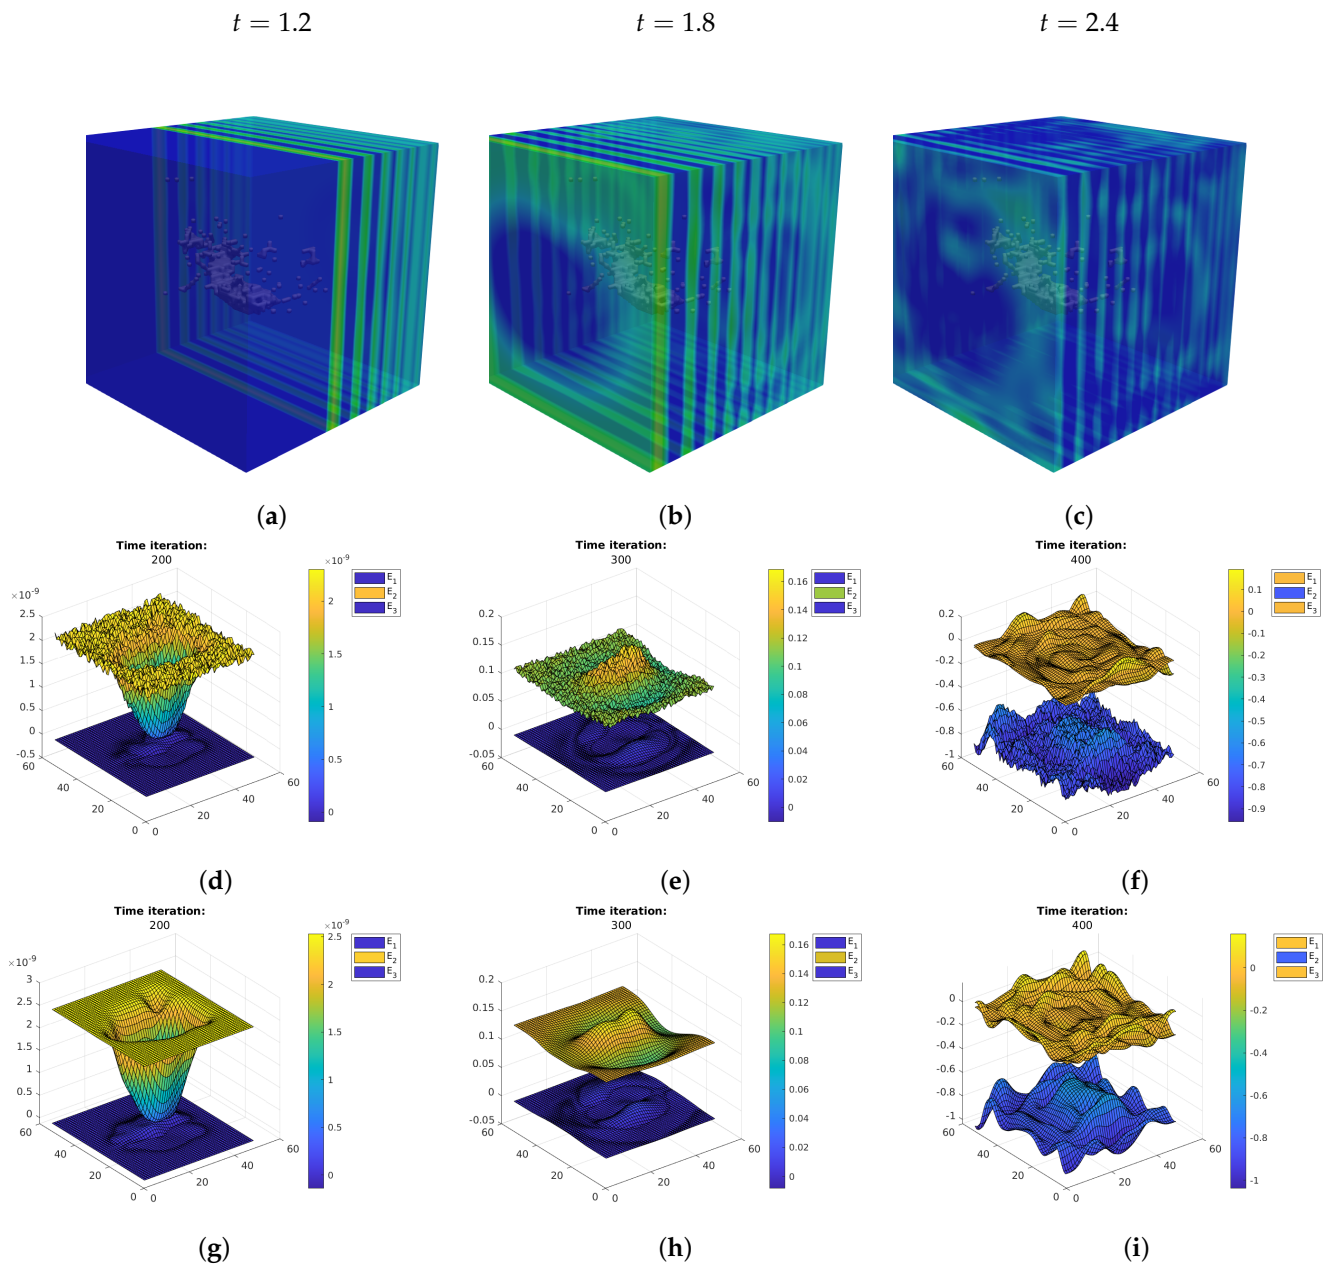 t = 1.2 t = 1.8 t = 2.4
(a) (b) (c)
Time iteration: Time iteration: Time iteration:
200 300 400
×10⁻⁹ 2.5 2 1.5 1 0.5 0 -0.5 60 40 20 0 0 20 40 60 ×10⁻⁹ 2 1.5 1 0.5 0 E₁ E₂ E₃
0.2 0.15 0.1 0.05 0 -0.05 60 40 20 0 0 20 40 60 0.16 0.14 0.12 0.1 0.08 0.06 0.04 0.02 0 E₁ E₂ E₃
0.2 0 -0.2 -0.4 -0.6 -0.8 -1 60 40 20 0 0 20 40 60 0.1 0 -0.1 -0.2 -0.3 -0.4 -0.5 -0.6 -0.7 -0.8 -0.9 E₁ E₂ E₃
(d) (e) (f)
Time iteration: Time iteration: Time iteration:
200 300 400
×10⁻⁹ 3 2.5 2 1.5 1 0.5 0 60 40 20 0 0 20 40 60 ×10⁻⁹ 2.5 2 1.5 1 0.5 0 E₁ E₂ E₃
0.2 0.15 0.1 0.05 0 -0.05 60 40 20 0 0 20 40 60 0.16 0.14 0.12 0.1 0.08 0.06 0.04 0.02 0 E₁ E₂ E₃
0 -0.2 -0.4 -0.6 -0.8 -1 60 40 20 0 0 20 40 60 0 -0.2 -0.4 -0.6 -0.8 -1 E₁ E₂ E₃
(g) (h) (i)